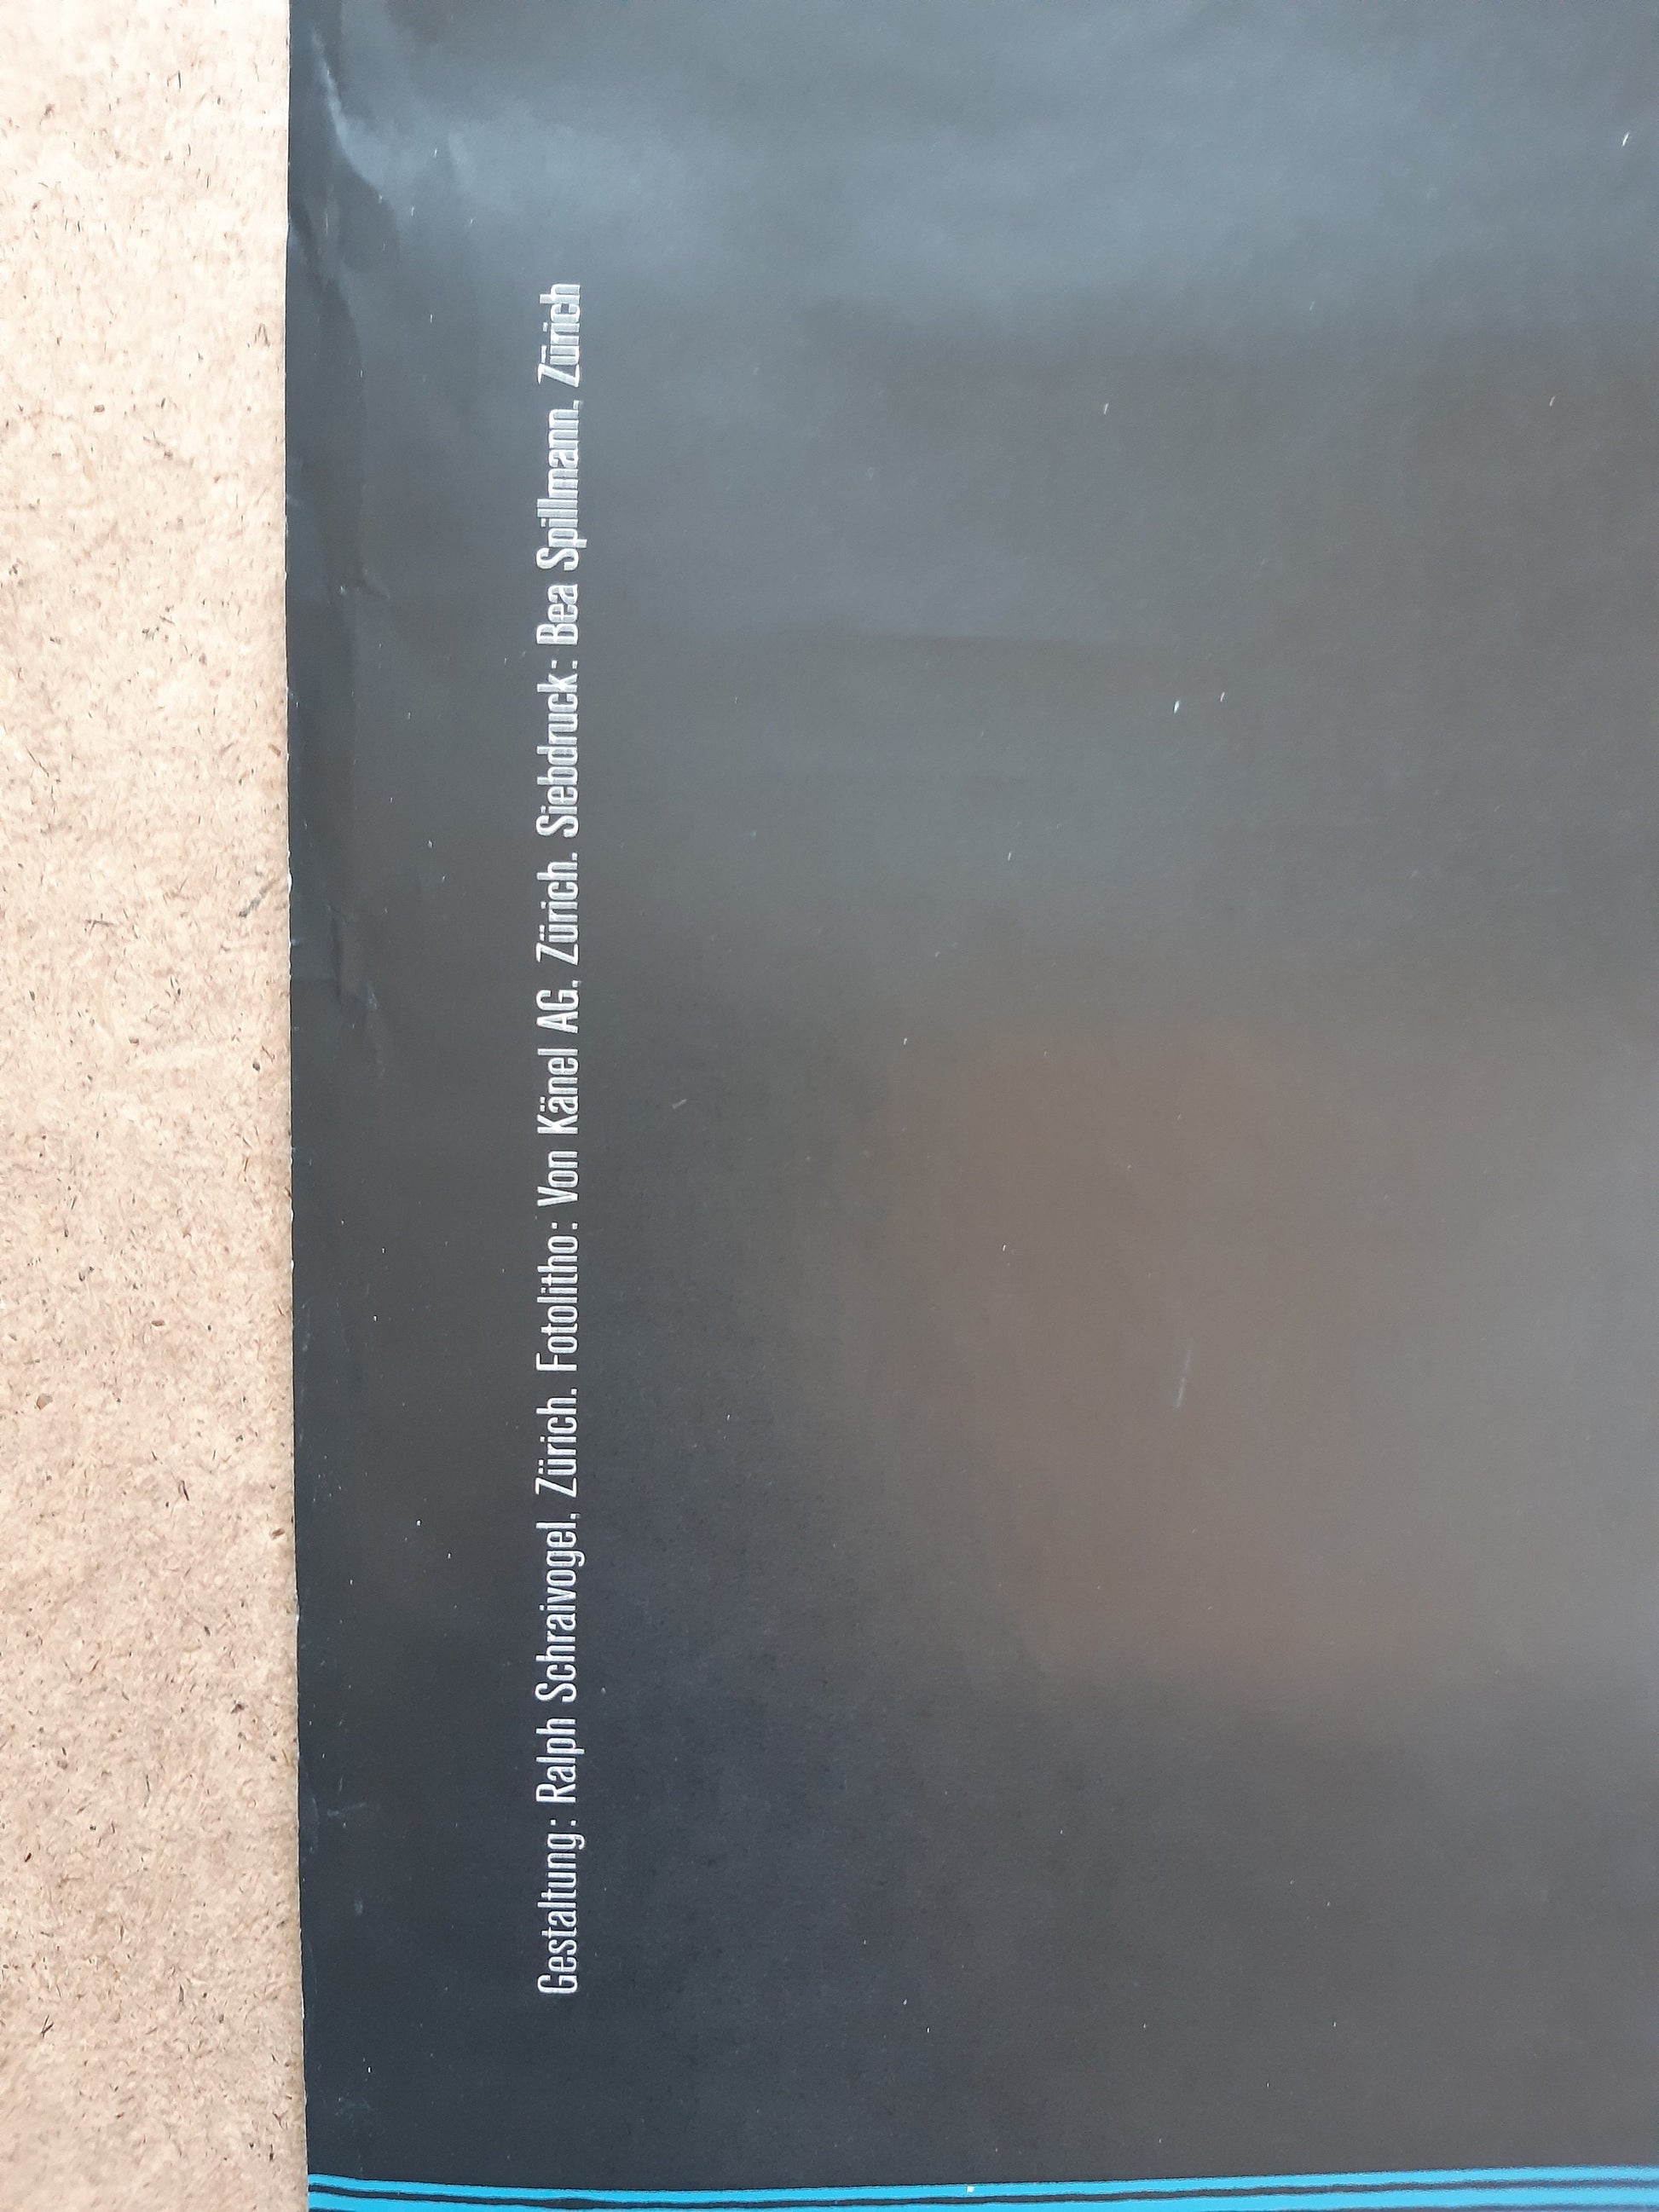 Gestaltung: Ralph Schraivogel, Zürich. Fotolitho: Von Känel AG, Zürich. Siebdruck: Bea Spillmann, Zürich